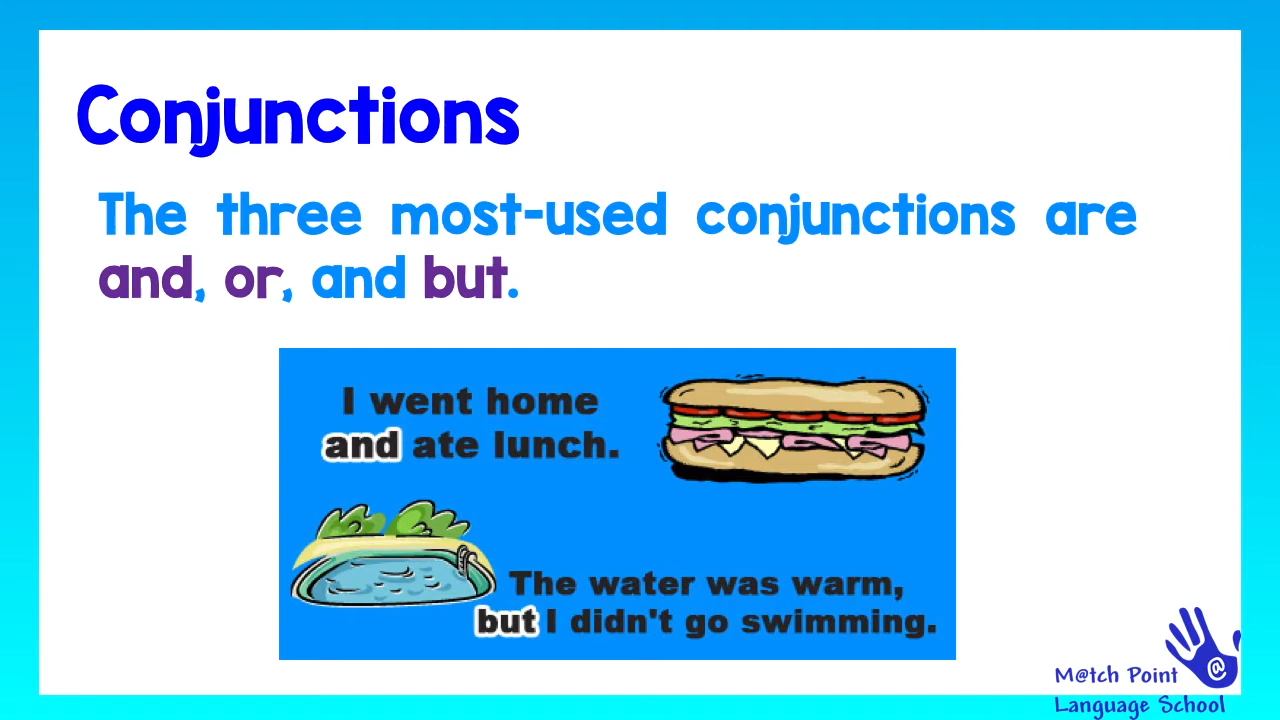 Conjunctions
The three most-used conjunctions are
and, or, and but.
I went home
and ate lunch.
The water was warm,
but I didn't go swimming.
@
M@tch Point
Language School